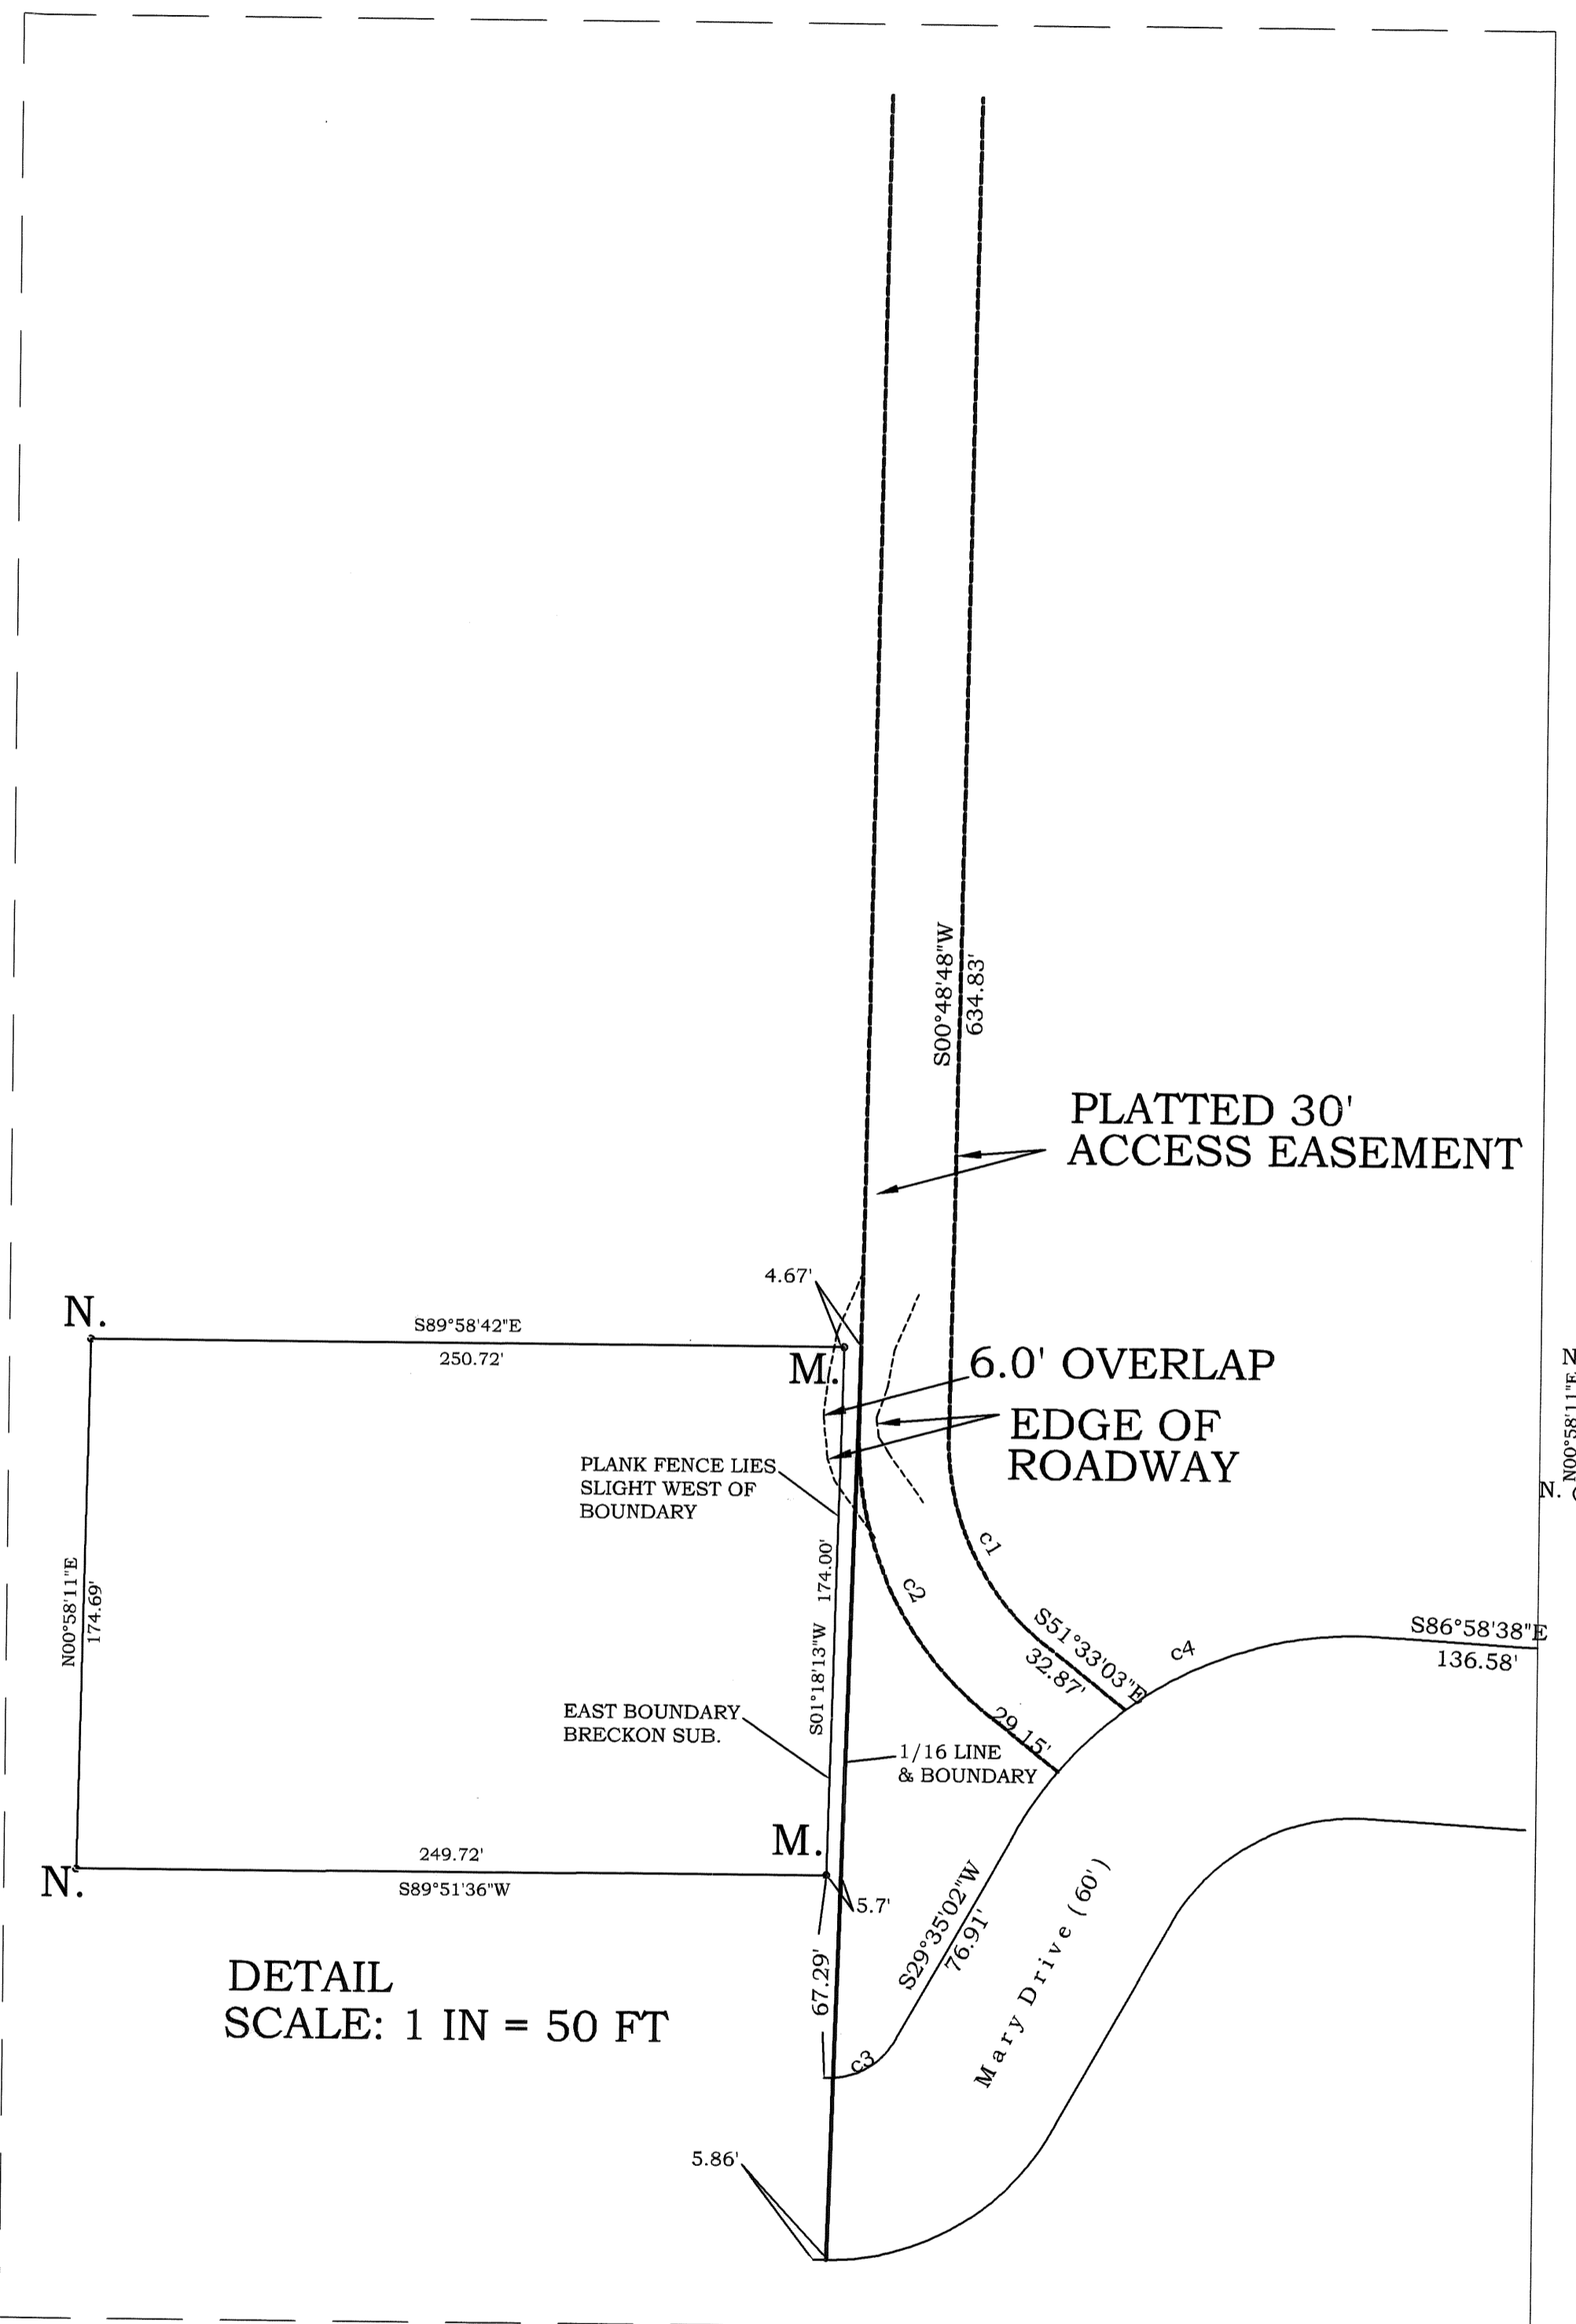 S00°48'48"W
634.83'
PLATTED 30'
ACCESS EASEMENT
4.67'
N.
S89°58'42"E
250.72'
M.
6.0' OVERLAP
EDGE OF
ROADWAY
N00°58'11"E
N.
PLANK FENCE LIES
SLIGHT WEST OF
BOUNDARY
c1
c2
N00°58'11"E
174.69'
S01°18'13"W 174.00'
S51°33'03"E
32.87'
c4
S86°58'38"E
136.58'
EAST BOUNDARY
BRECKON SUB.
29.15'
1/16 LINE
& BOUNDARY
M.
249.72'
S89°51'36"W
N.
5.7'
S29°35'02"W
76.91'
Mary Drive (60')
67.29'
c3
DETAIL
SCALE: 1 IN = 50 FT
5.86'